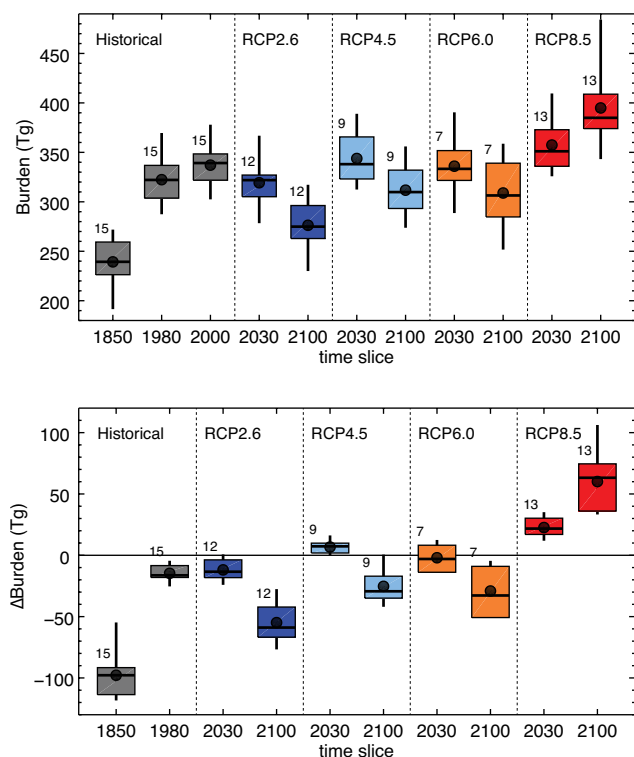 Historical RCP2.6 RCP4.5 RCP6.0 RCP8.5
Burden (Tg)
450
400
350
300
250
200
15 15 15 12 12 9 9 7 7 13 13
1850 1980 2000 2030 2100 2030 2100 2030 2100 2030 2100
time slice
Historical RCP2.6 RCP4.5 RCP6.0 RCP8.5
ΔBurden (Tg)
100
50
0
−50
−100
15 15 12 12 9 9 7 7 13 13
1850 1980 2030 2100 2030 2100 2030 2100 2030 2100
time slice